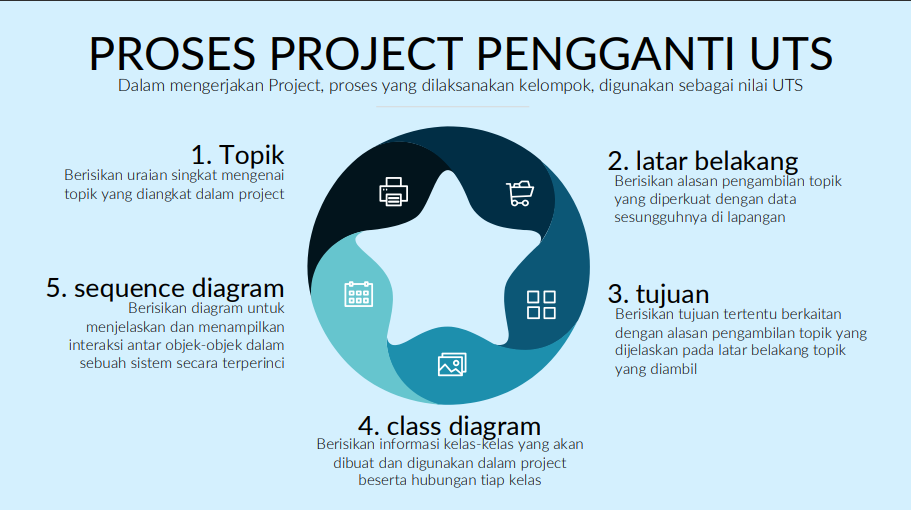 PROSES PROJECT PENGGANTI UTS
Dalam mengerjakan Project, proses yang dilaksanakan kelompok, digunakan sebagai nilai UTS
1. Topik
Berisikan uraian singkat mengenai
topik yang diangkat dalam project
2. latar belakang
Berisikan alasan pengambilan topik
yang diperkuat dengan data
sesungguhnya di lapangan
3. tujuan
Berisikan tujuan tertentu berkaitan
dengan alasan pengambilan topik yang
dijelaskan pada latar belakang topik
yang diambil
4. class diagram
Berisikan informasi kelas-kelas yang akan
dibuat dan digunakan dalam project
beserta hubungan tiap kelas
5. sequence diagram
Berisikan diagram untuk
menjelaskan dan menampilkan
interaksi antar objek-objek dalam
sebuah sistem secara terperinci